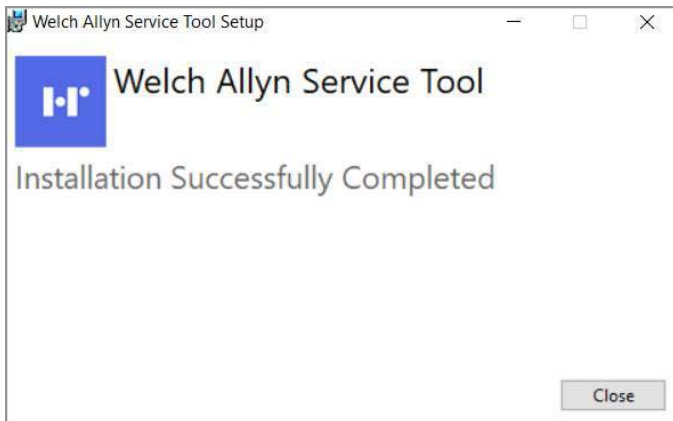 Welch Allyn Service Tool Setup
Welch Allyn Service Tool
Installation Successfully Completed
Close